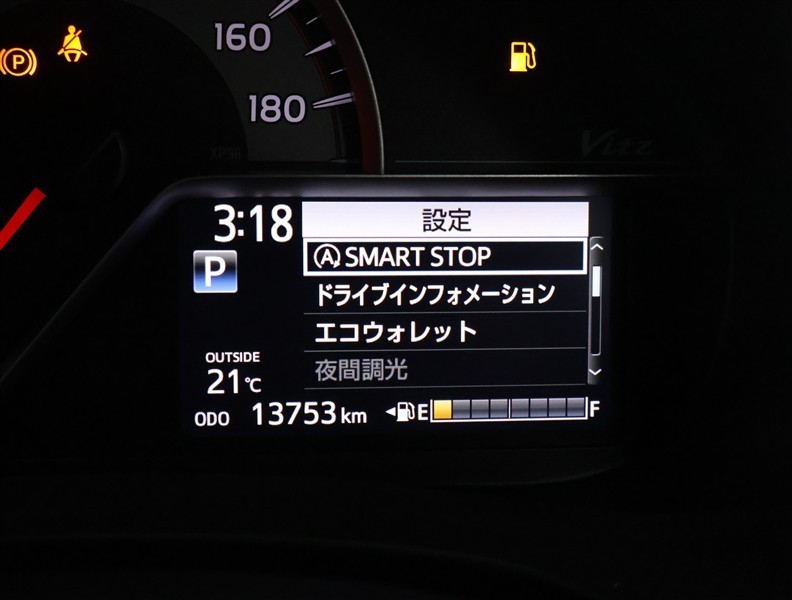 160
180
Vitz
3:18
設定
P
Ⓐ SMART STOP
ドライブインフォメーション
エコウォレット
夜間調光
OUTSIDE
21℃
ODO 13753 km
E F
(P)